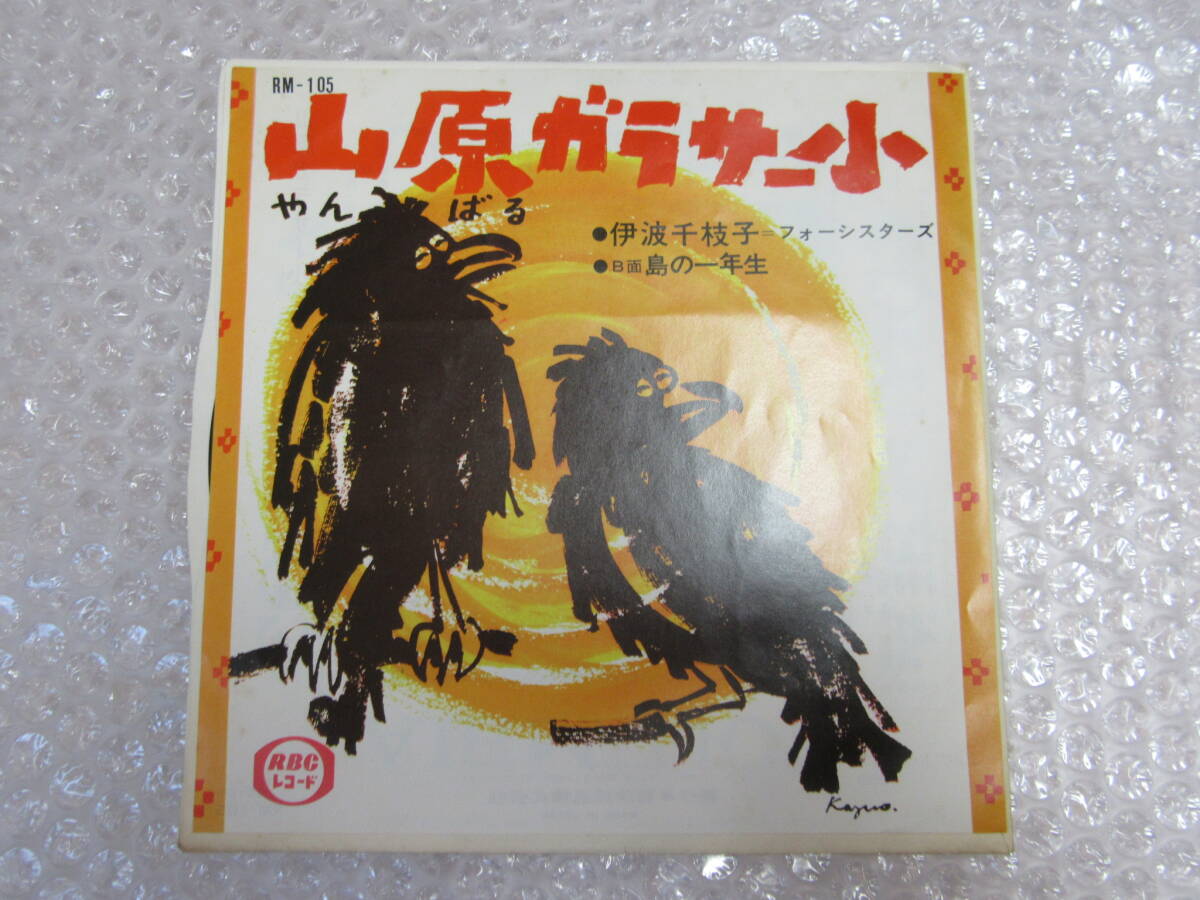 RM-105
山原ガラサー小
やんばる
●伊波千枝子=フォーシスターズ
●B面 島の一年生
RBC
レコード
Kazuo.